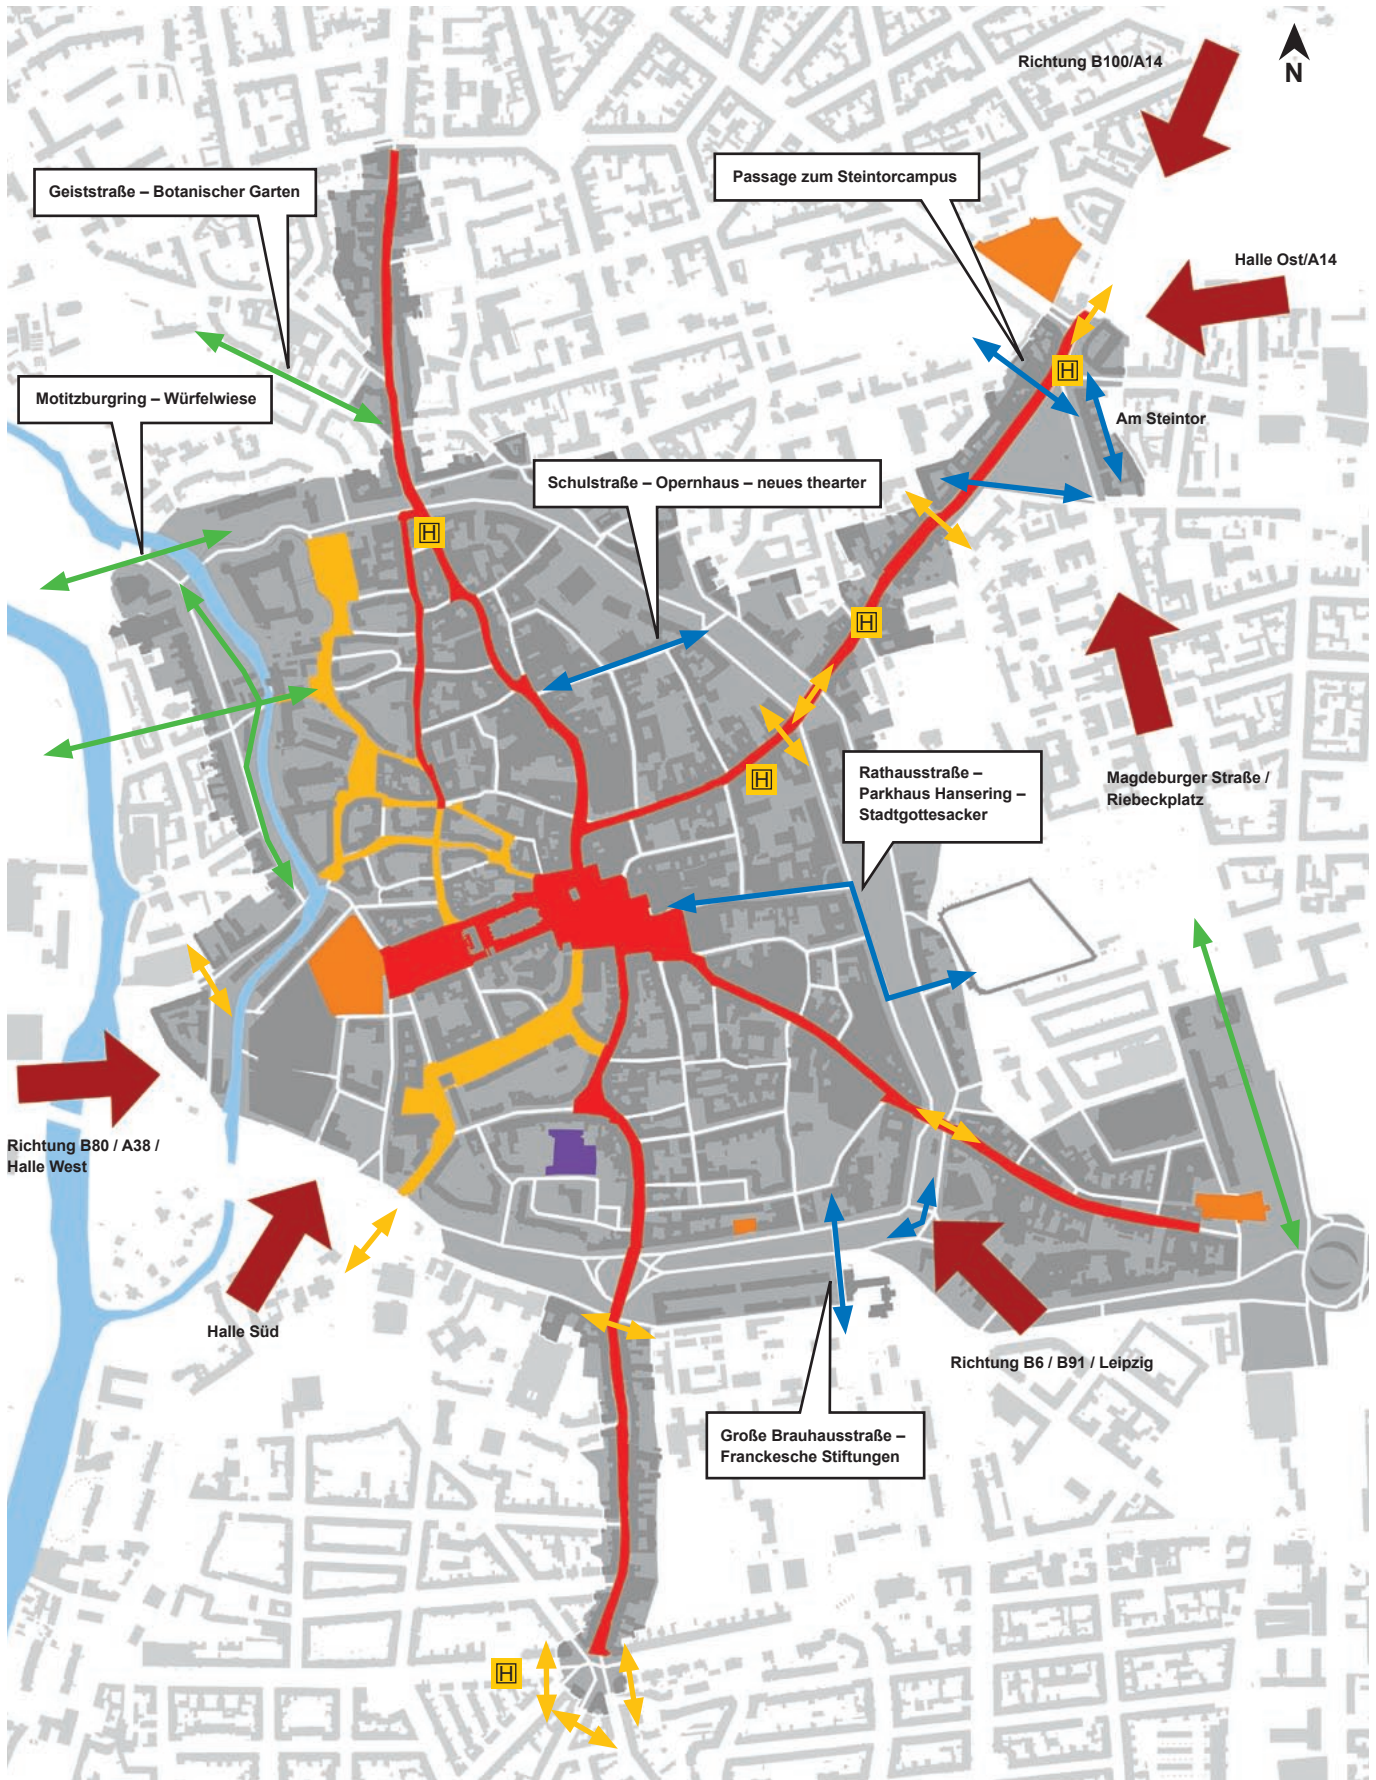 Richtung B100/A14
N
Passage zum Steintorcampus
Geiststraße – Botanischer Garten
Halle Ost/A14
H
Motitzburgring – Würfelwiese
Am Steintor
Schulstraße – Opernhaus – neues thearter
H
H
Rathausstraße –
Parkhaus Hansering –
Stadtgottesacker
H
Magdeburger Straße /
Riebeckplatz
Richtung B80 / A38 /
Halle West
Halle Süd
Richtung B6 / B91 / Leipzig
Große Brauhausstraße –
Franckesche Stiftungen
H